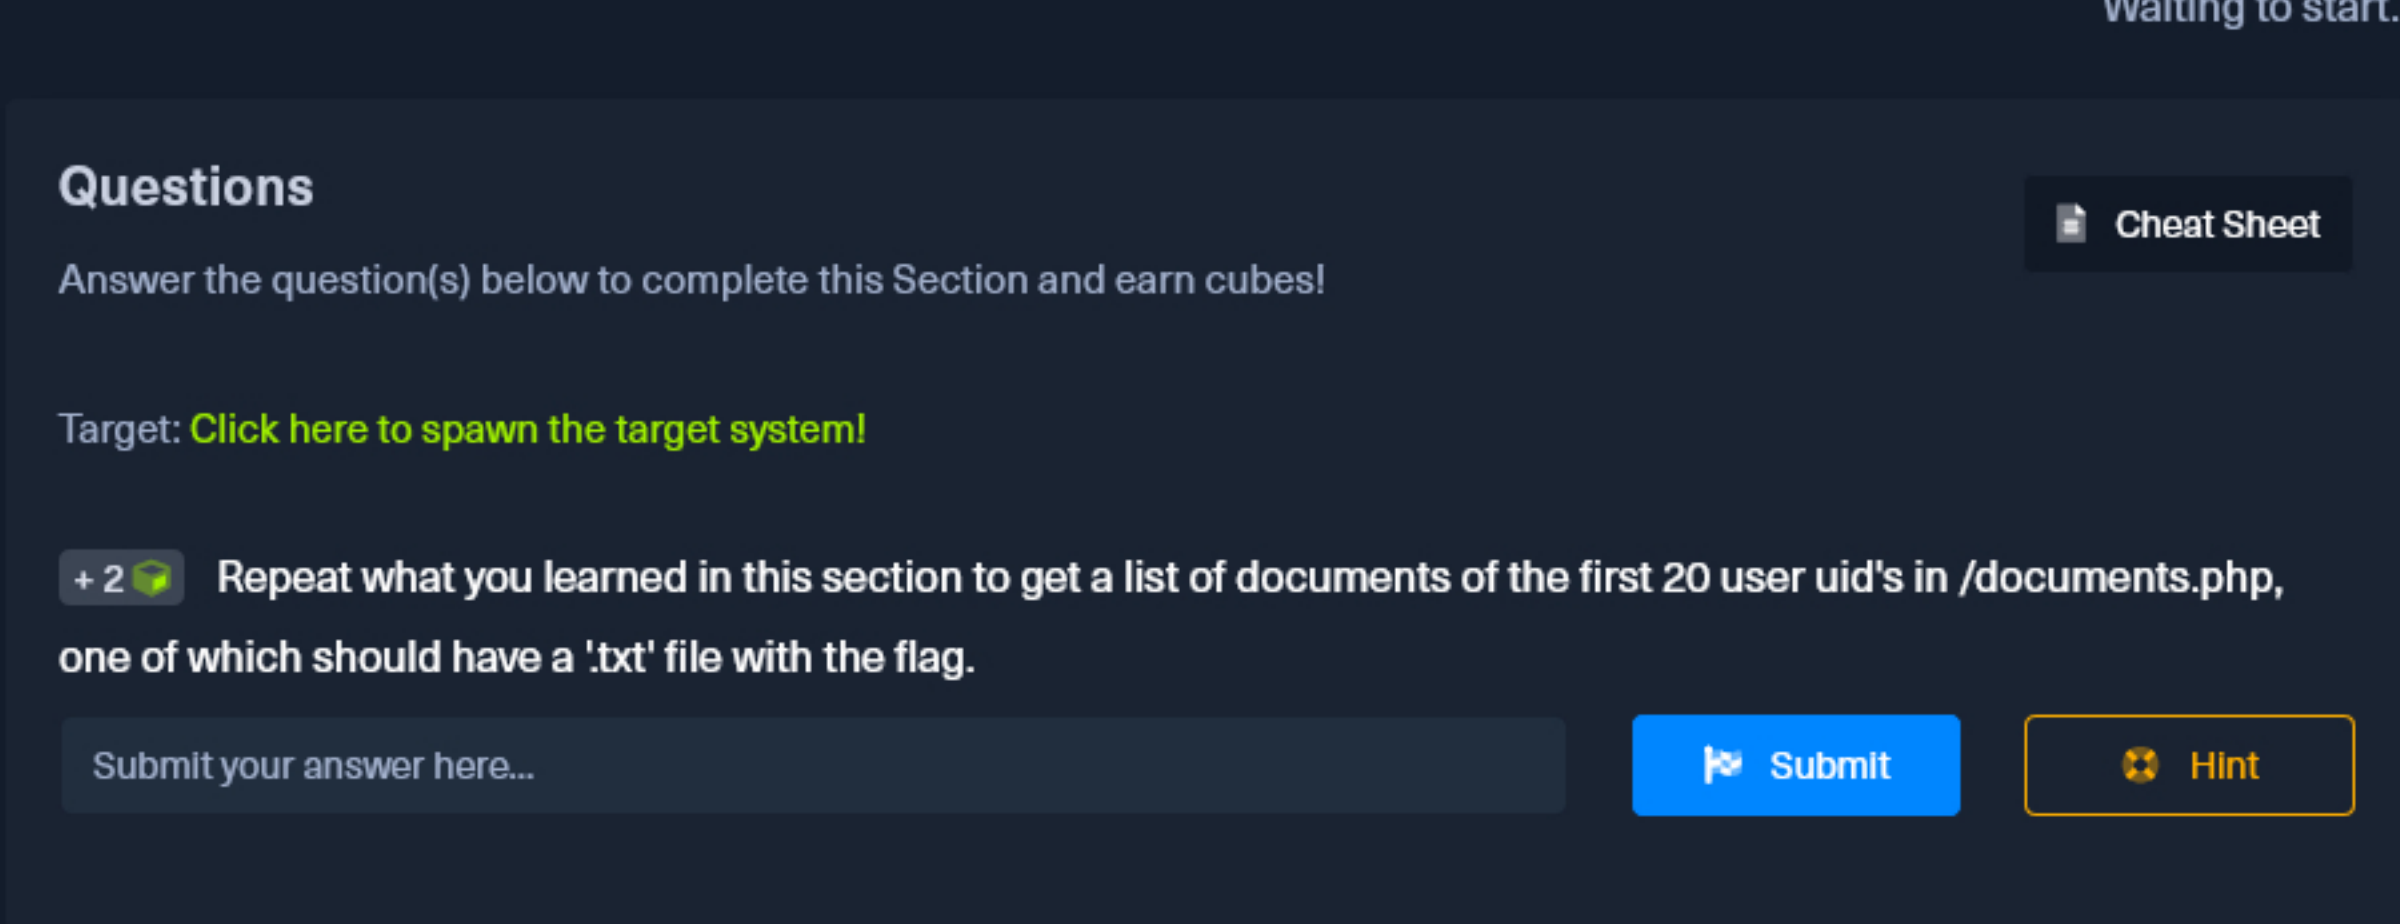 Waiting to start.
Questions
Cheat Sheet
Answer the question(s) below to complete this Section and earn cubes!
Target: Click here to spawn the target system!
+ 2 Repeat what you learned in this section to get a list of documents of the first 20 user uid's in /documents.php,
one of which should have a '.txt' file with the flag.
Submit your answer here...
Submit
Hint